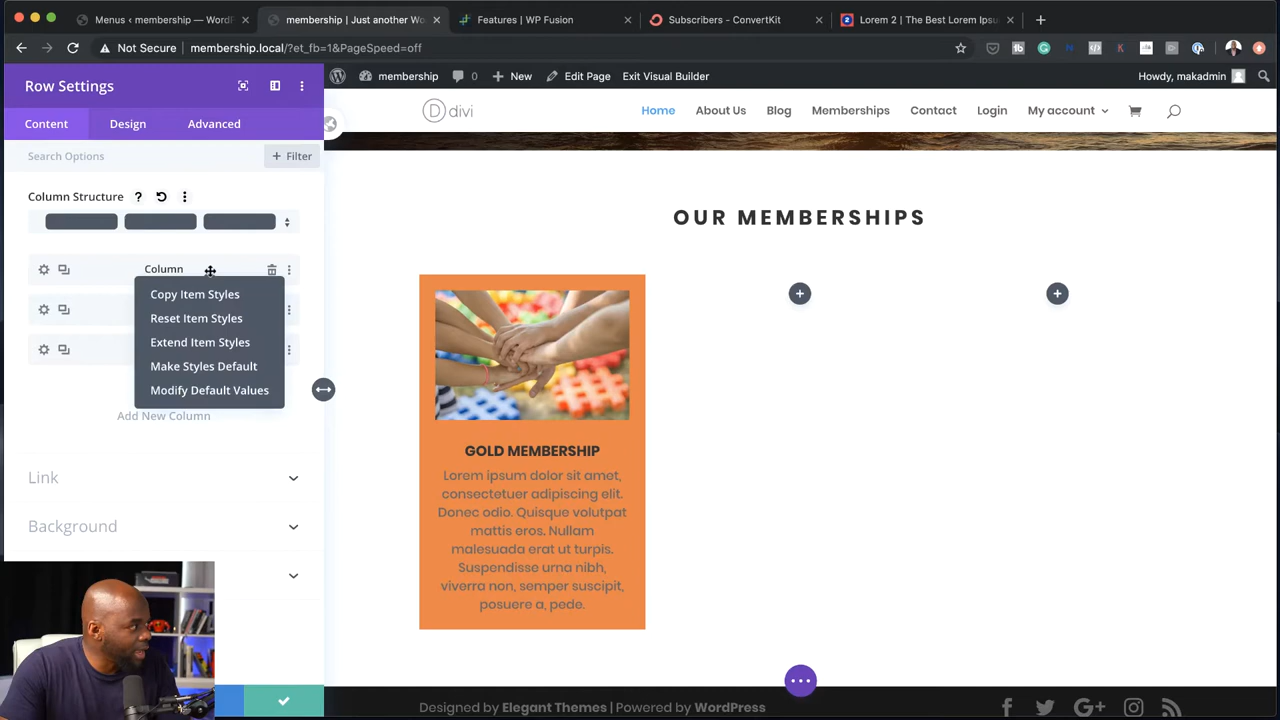 Menus ‹ membership — WordP
membership | Just another Wo
Features | WP Fusion
Subscribers - ConvertKit
Lorem 2 | The Best Lorem Ipsu
Not Secure
membership.local/?et_fb=1&PageSpeed=off
membership
0
New
Edit Page
Exit Visual Builder
Howdy, makadmin
Row Settings
Content
Design
Advanced
Search Options
+ Filter
Column Structure
Column
Copy Item Styles
Reset Item Styles
Extend Item Styles
Make Styles Default
Modify Default Values
Add New Column
Link
Background
D divi
Home
About Us
Blog
Memberships
Contact
Login
My account
OUR MEMBERSHIPS
GOLD MEMBERSHIP
Lorem ipsum dolor sit amet,
consectetuer adipiscing elit.
Donec odio. Quisque volutpat
mattis eros. Nullam
malesuada erat ut turpis.
Suspendisse urna nibh,
viverra non, semper suscipit,
posuere a, pede.
Designed by Elegant Themes | Powered by WordPress